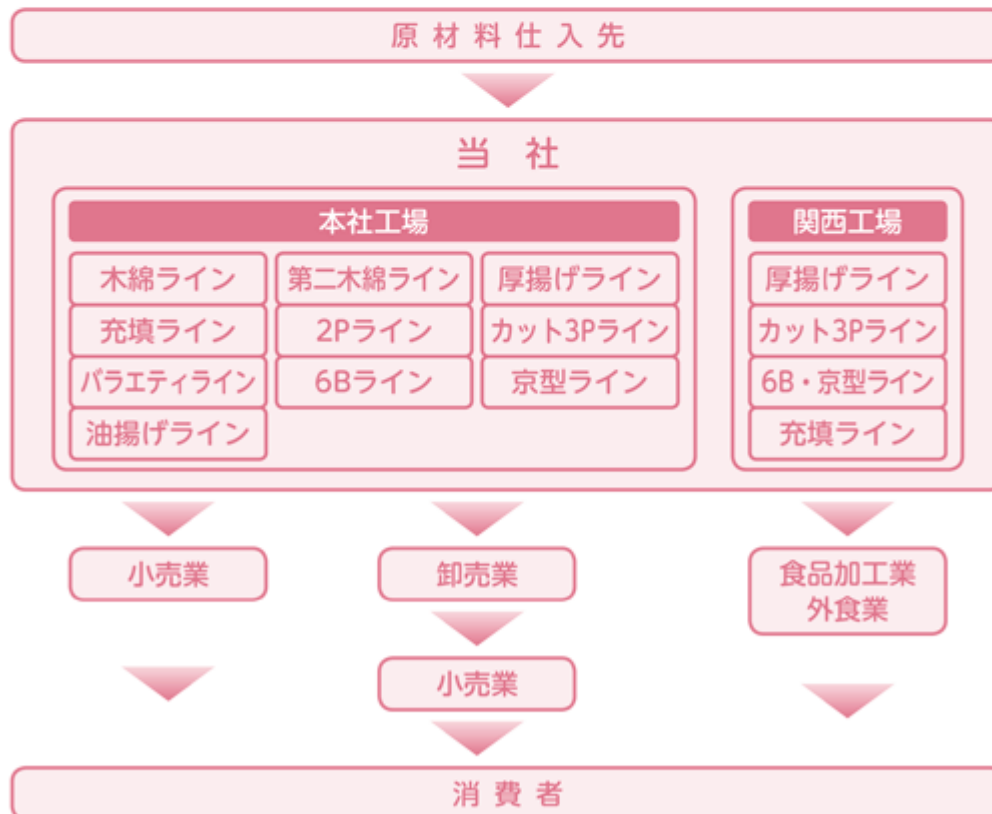 原材料仕入先
当社
本社工場
木綿ライン
第二木綿ライン
厚揚げライン
充填ライン
2Pライン
カット3Pライン
バラエティライン
6Bライン
京型ライン
油揚げライン
関西工場
厚揚げライン
カット3Pライン
6B・京型ライン
充填ライン
小売業
卸売業
小売業
食品加工業
外食業
消費者